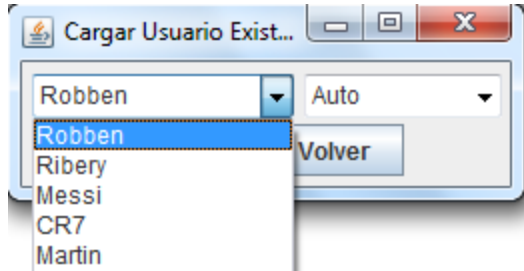 Cargar Usuario Exist...
Robben Auto
Robben
Ribery Volver
Messi
CR7
Martin